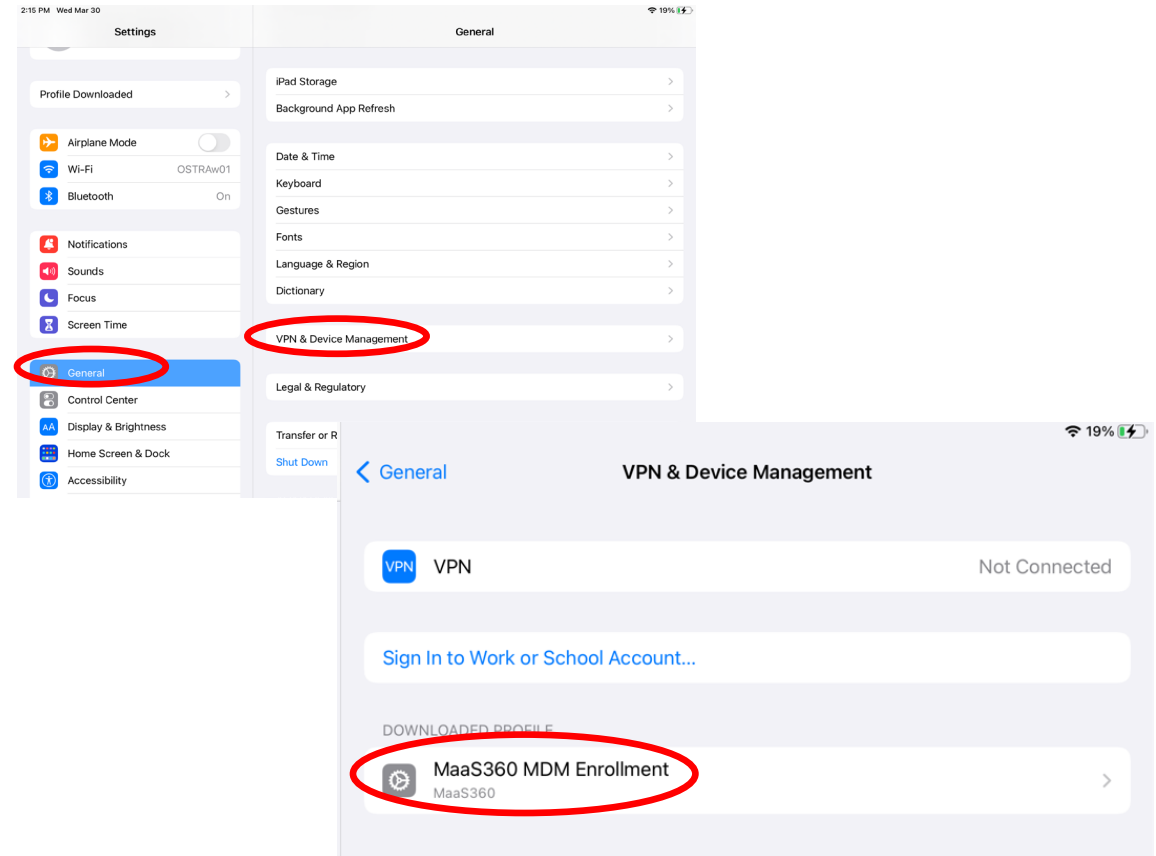 2:15 PM Wed Mar 30
19%
Settings
General
Profile Downloaded
Airplane Mode
Wi-Fi OSTRAw01
Bluetooth On
Notifications
Sounds
Focus
Screen Time
General
Control Center
AA Display & Brightness
Home Screen & Dock
Accessibility
iPad Storage
Background App Refresh
Date & Time
Keyboard
Gestures
Fonts
Language & Region
Dictionary
VPN & Device Management
Legal & Regulatory
Transfer or R
Shut Down
19%
General VPN & Device Management
VPN VPN Not Connected
Sign In to Work or School Account...
DOWNLOADED PROFILE
MaaS360 MDM Enrollment
MaaS360